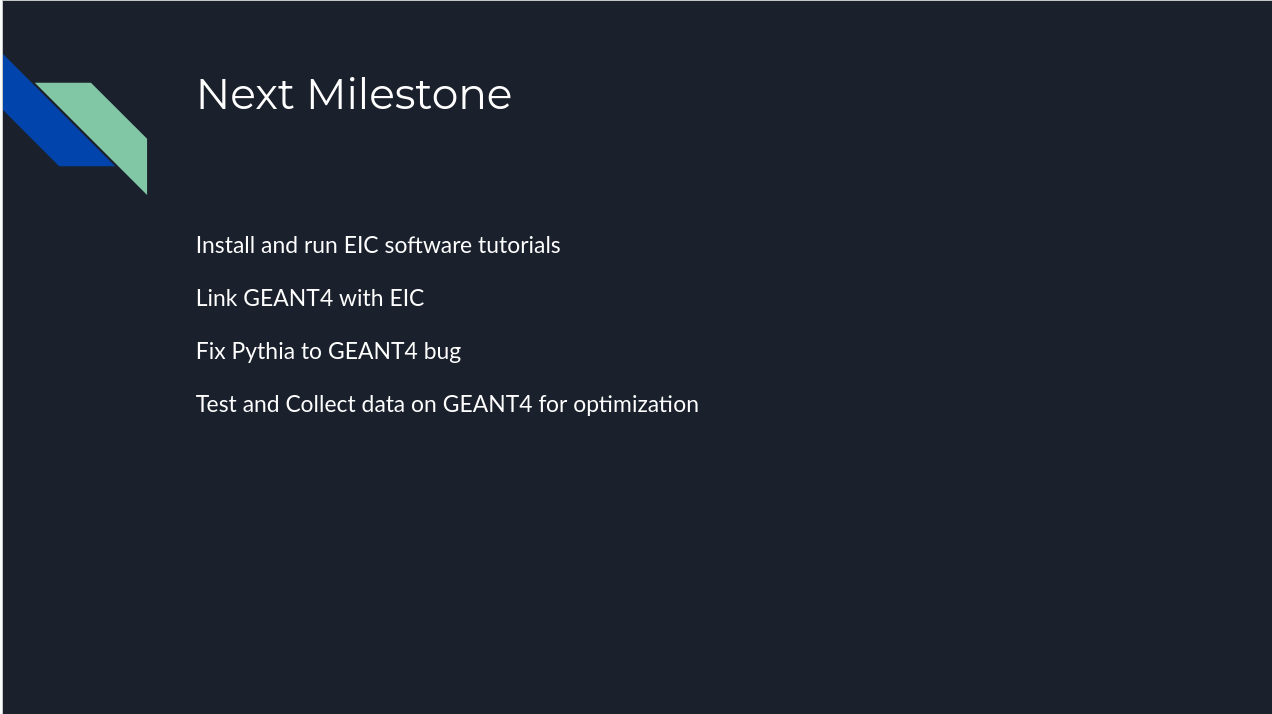 Next Milestone
Install and run EIC software tutorials
Link GEANT4 with EIC
Fix Pythia to GEANT4 bug
Test and Collect data on GEANT4 for optimization